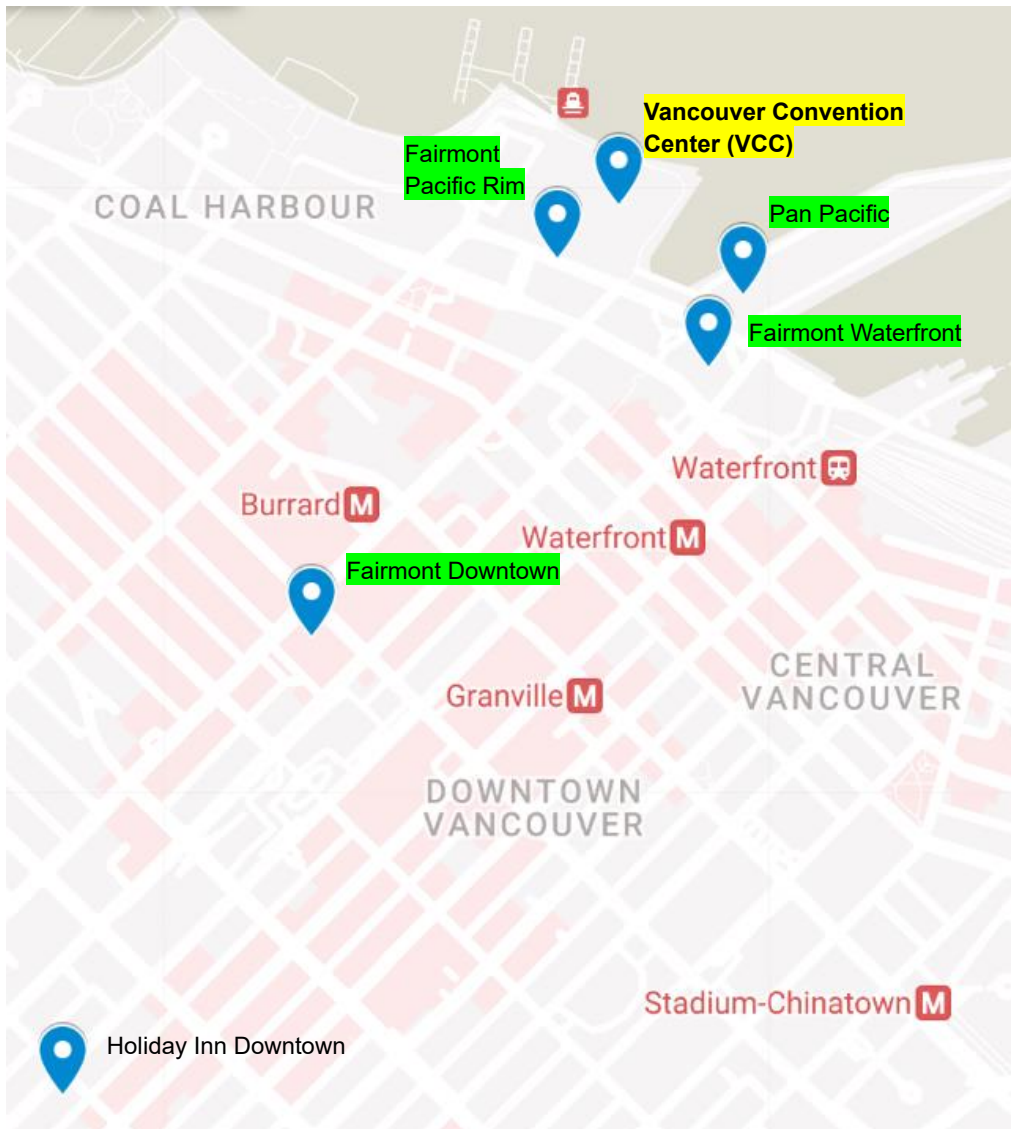 Vancouver Convention
Center (VCC)
Fairmont
Pacific Rim
COAL HARBOUR
Pan Pacific
Fairmont Waterfront
Waterfront
Burrard M
Waterfront M
Fairmont Downtown
CENTRAL
VANCOUVER
Granville M
DOWNTOWN
VANCOUVER
Stadium-Chinatown M
Holiday Inn Downtown